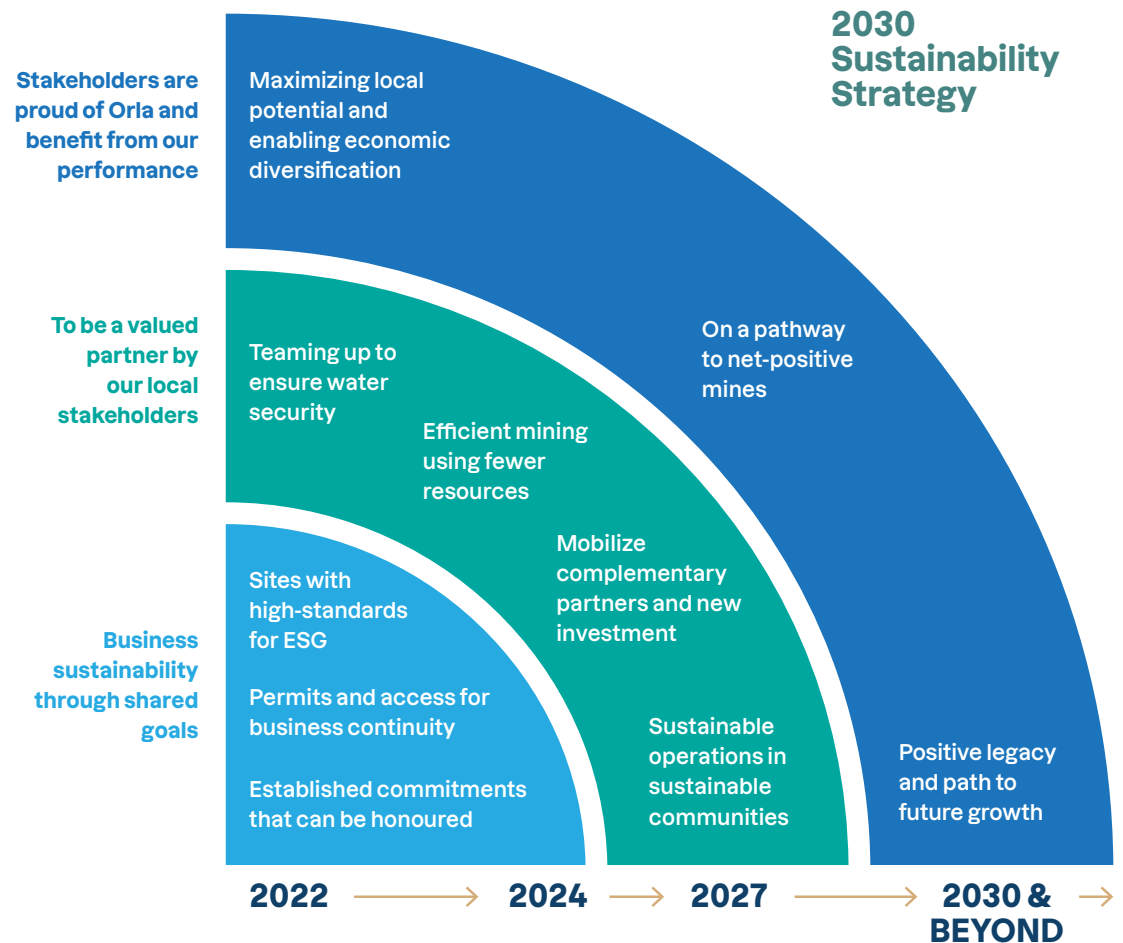 2030
Sustainability
Strategy
Stakeholders are
proud of Orla and
benefit from our
performance
Maximizing local
potential and
enabling economic
diversification
On a pathway
to net-positive
mines
Positive legacy
and path to
future growth
To be a valued
partner by
our local
stakeholders
Teaming up to
ensure water
security
Efficient mining
using fewer
resources
Mobilize
complementary
partners and new
investment
Sustainable
operations in
sustainable
communities
Business
sustainability
through shared
goals
Sites with
high-standards
for ESG
Permits and access for
business continuity
Established commitments
that can be honoured
2022
2024
2027
2030 &
BEYOND